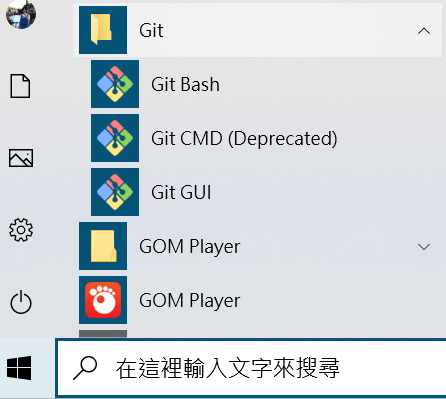 Git
Git Bash
Git CMD (Deprecated)
Git GUI
GOM Player
GOM Player
在這裡輸入文字來搜尋